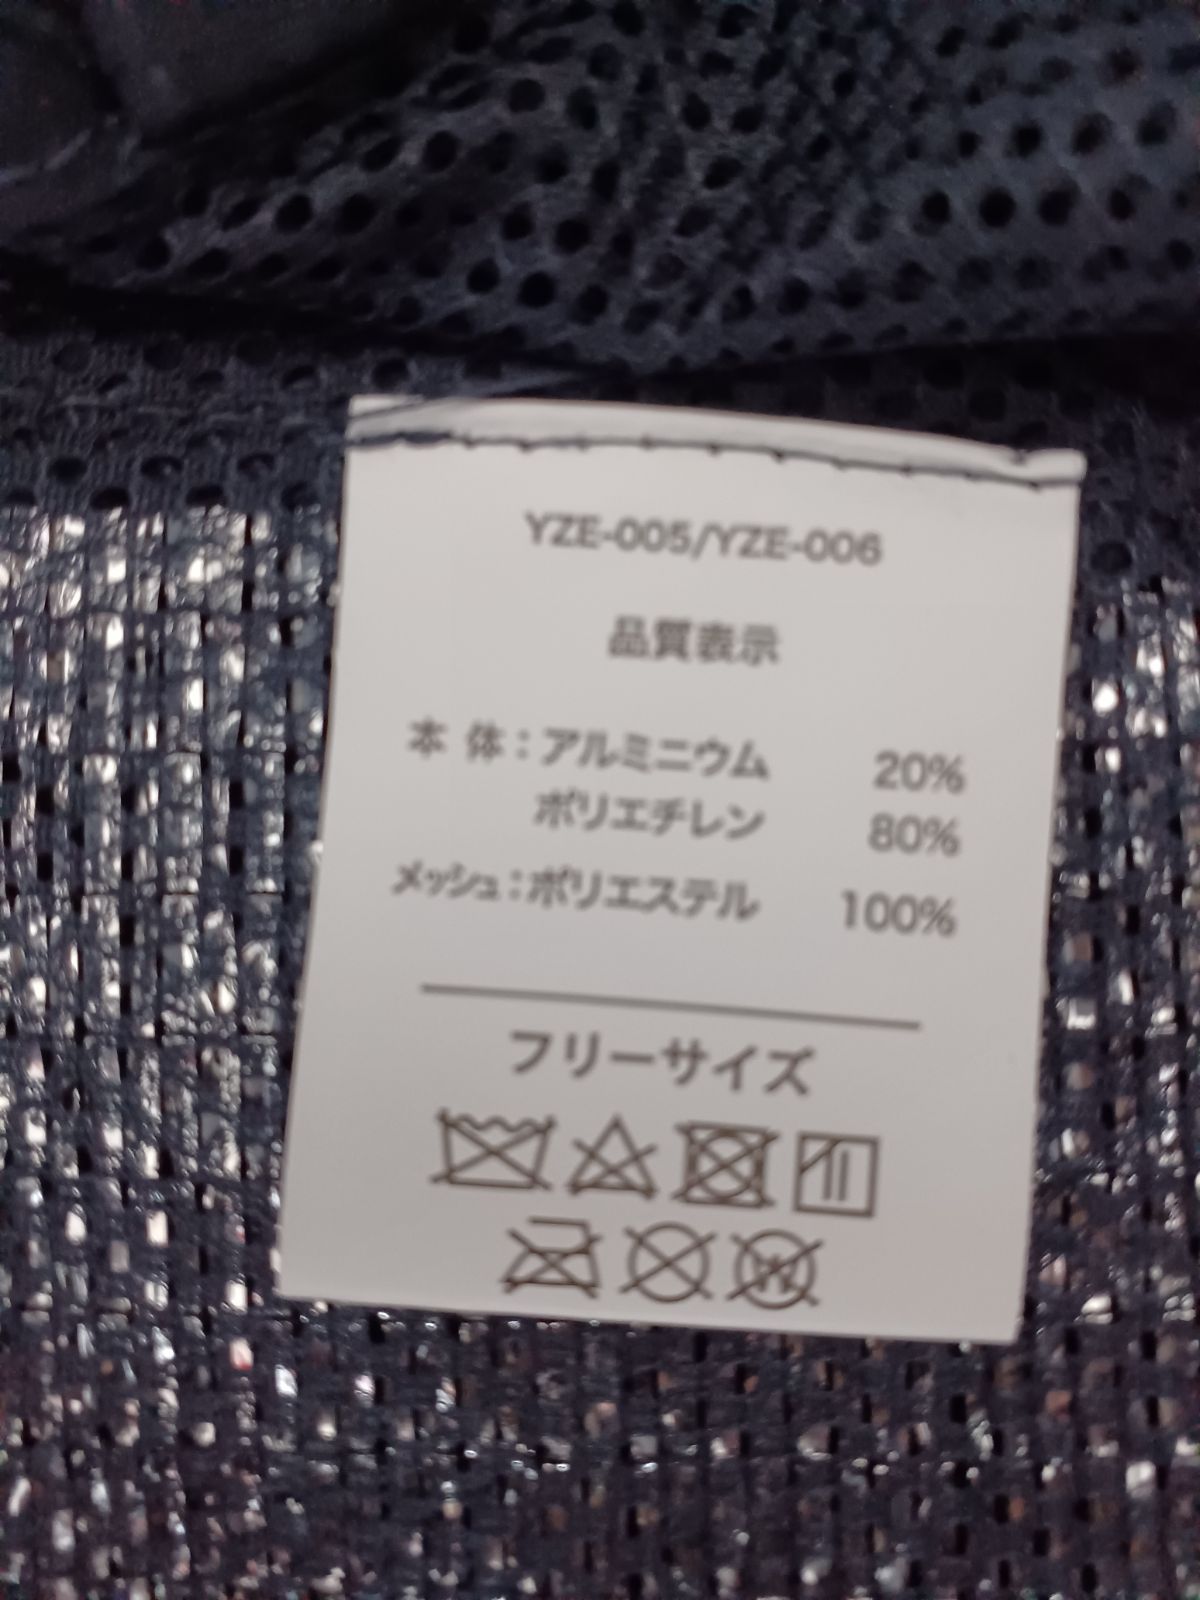 YZE-005/YZE-006
品質表示
本 体：アルミニウム 20%
ポリエチレン 80%
メッシュ：ポリエステル 100%
フリーサイズ
W